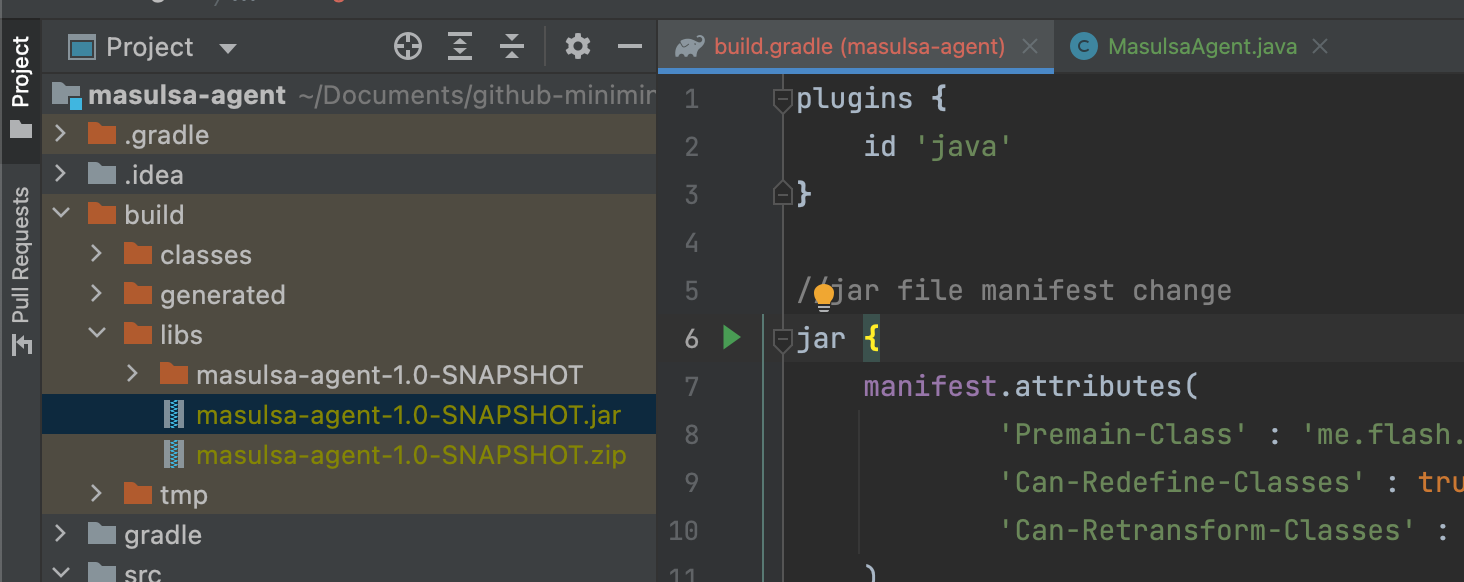 Project
Pull Requests
Project
masulsa-agent ~/Documents/github-minimin
.gradle
.idea
build
classes
generated
libs
masulsa-agent-1.0-SNAPSHOT
masulsa-agent-1.0-SNAPSHOT.jar
masulsa-agent-1.0-SNAPSHOT.zip
tmp
gradle
src
build.gradle (masulsa-agent)
C MasulsaAgent.java
1 plugins {
2 id 'java'
3 }
4
5 //jar file manifest change
6 jar {
7 manifest.attributes(
8 'Premain-Class' : 'me.flash.
9 'Can-Redefine-Classes' : tru
10 'Can-Retransform-Classes' :
11 )